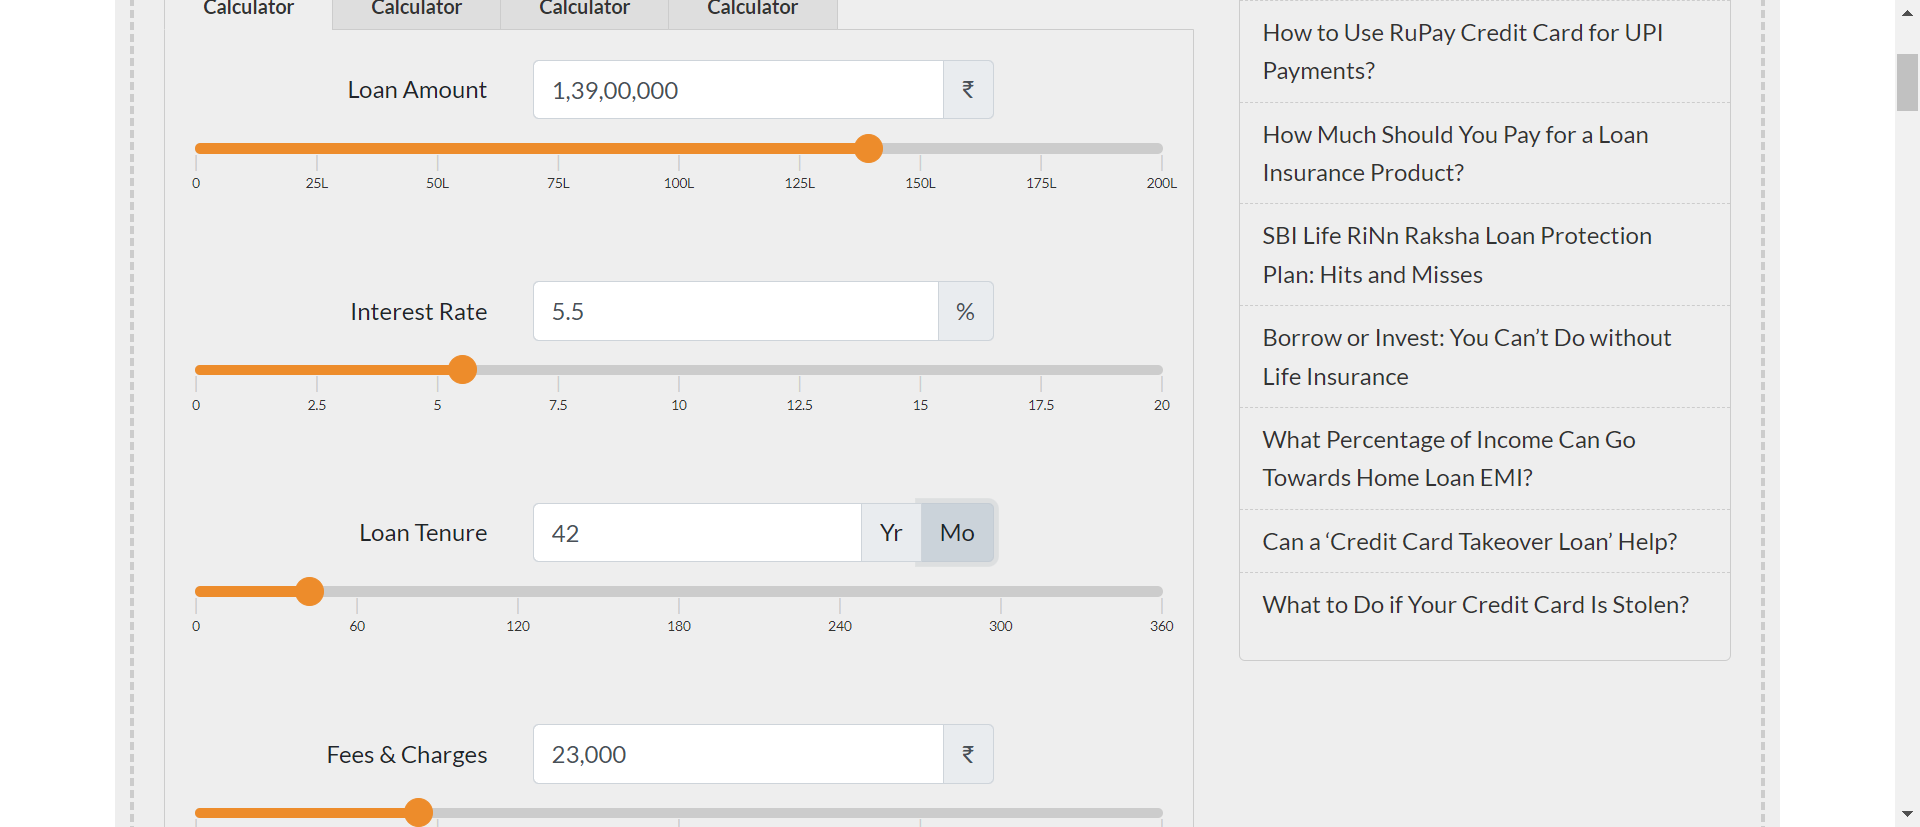 Calculator Calculator Calculator Calculator
Loan Amount 1,39,00,000 ₹
0 25L 50L 75L 100L 125L 150L 175L 200L
Interest Rate 5.5 %
0 2.5 5 7.5 10 12.5 15 17.5 20
Loan Tenure 42 Yr Mo
0 60 120 180 240 300 360
Fees & Charges 23,000 ₹
How to Use RuPay Credit Card for UPI
Payments?
How Much Should You Pay for a Loan
Insurance Product?
SBI Life RiNn Raksha Loan Protection
Plan: Hits and Misses
Borrow or Invest: You Can’t Do without
Life Insurance
What Percentage of Income Can Go
Towards Home Loan EMI?
Can a ‘Credit Card Takeover Loan’ Help?
What to Do if Your Credit Card Is Stolen?